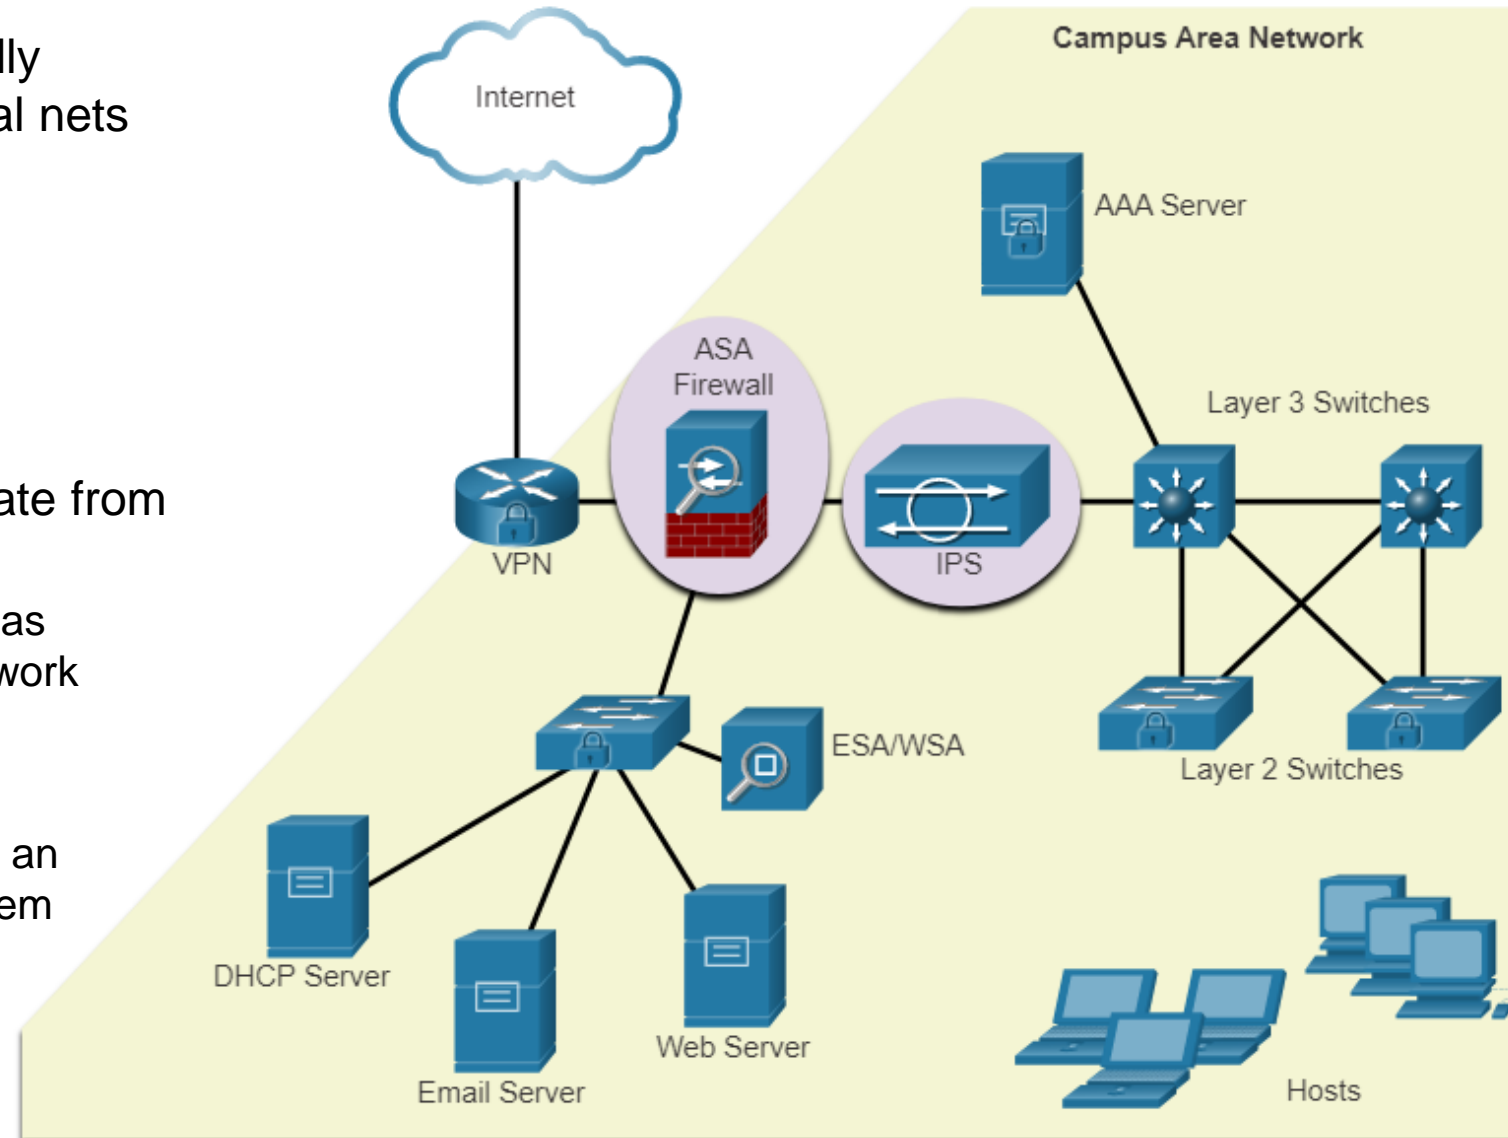 lly
al nets
ate from
as
work
an
em
Campus Area Network
Internet
AAA Server
ASA
Firewall
Layer 3 Switches
VPN
IPS
ESA/WSA
Layer 2 Switches
DHCP Server
Web Server
Email Server
Hosts